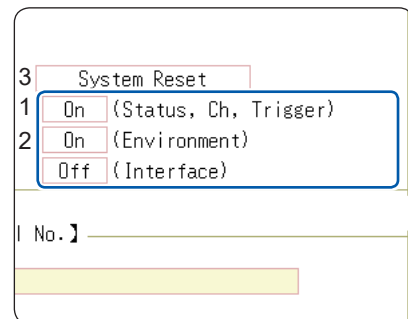 3 System Reset
1 On (Status, Ch, Trigger)
2 On (Environment)
Off (Interface)
l No.】